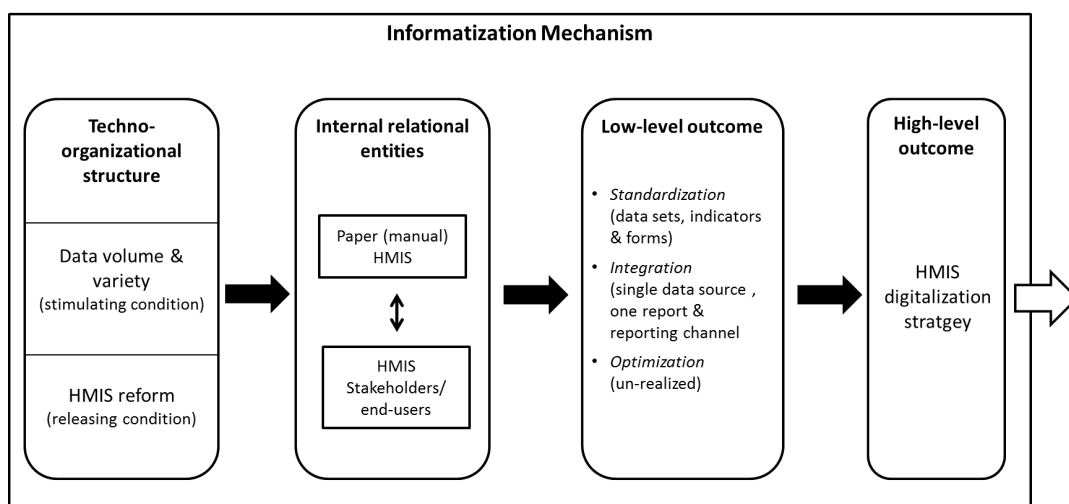 Informatization Mechanism
Techno-
organizational
structure
Data volume &
variety
(stimulating condition)
HMIS reform
(releasing condition)
Internal relational
entities
Paper (manual)
HMIS
HMIS
Stakeholders/
end-users
Low-level outcome
• Standardization
(data sets, indicators
& forms)
• Integration
(single data source ,
one report &
reporting channel
• Optimization
(un-realized)
High-level
outcome
HMIS
digitalization
stratgey